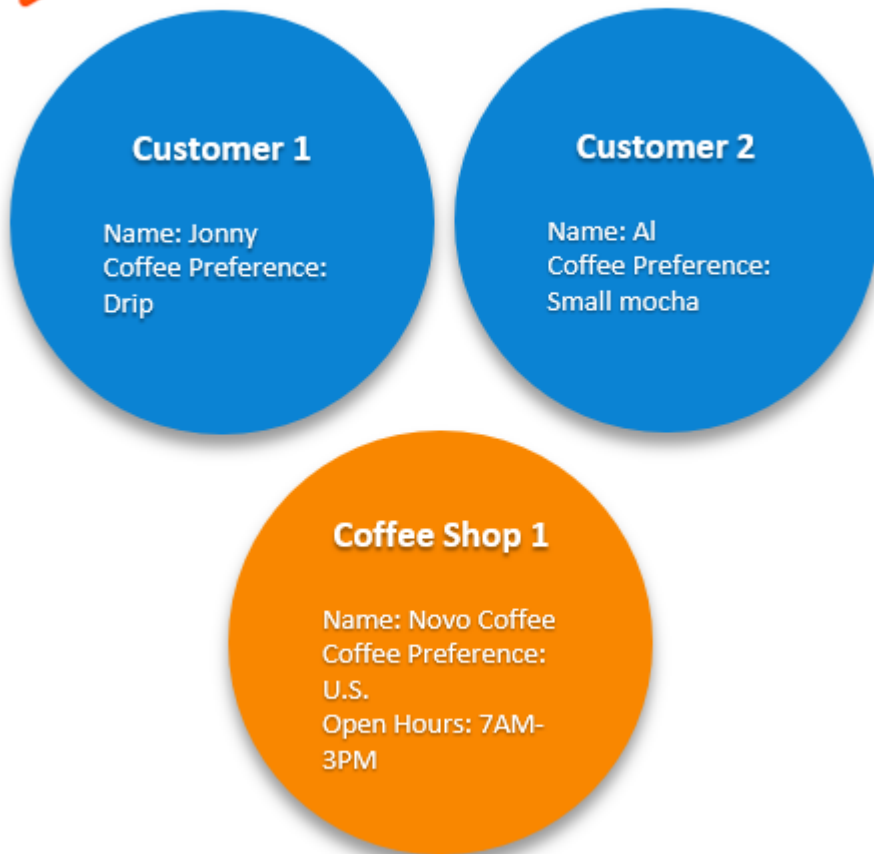 Customer 1
Name: Jonny
Coffee Preference:
Drip
Customer 2
Name: Al
Coffee Preference:
Small mocha
Coffee Shop 1
Name: Novo Coffee
Coffee Preference:
U.S.
Open Hours: 7AM-
3PM